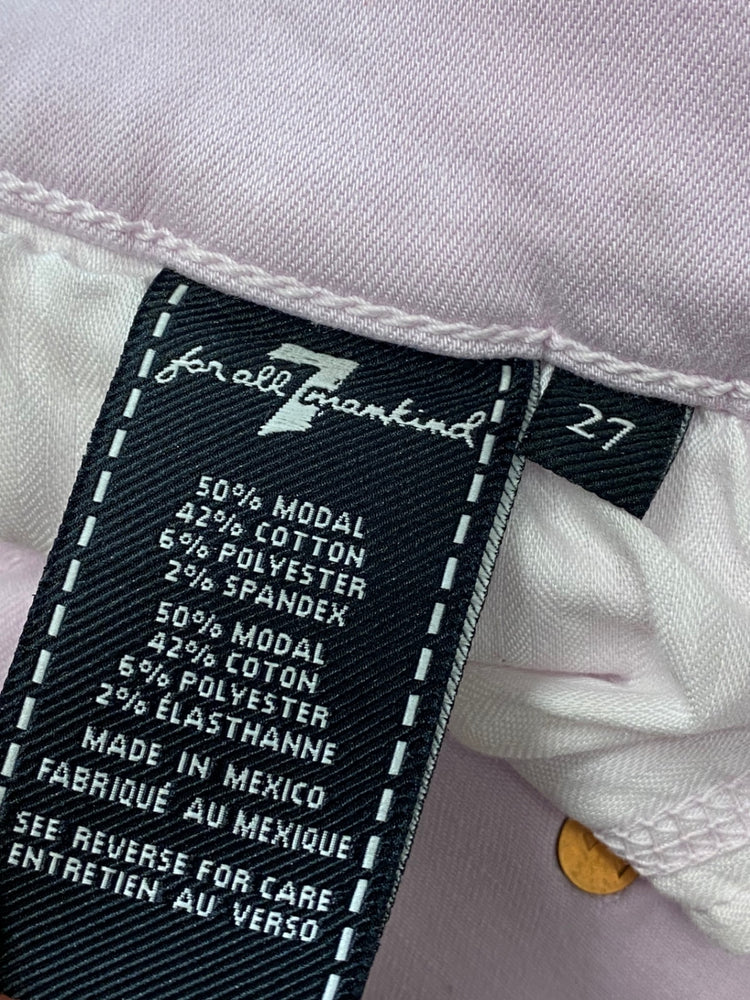 for all 7 mankind
27
50% MODAL
42% COTTON
6% POLYESTER
2% SPANDEX
50% MODAL
42% COTON
6% POLYESTER
2% ÉLASTHANNE
MADE IN MEXICO
FABRIQUÉ AU MEXIQUE
SEE REVERSE FOR CARE
ENTRETIEN AU VERSO